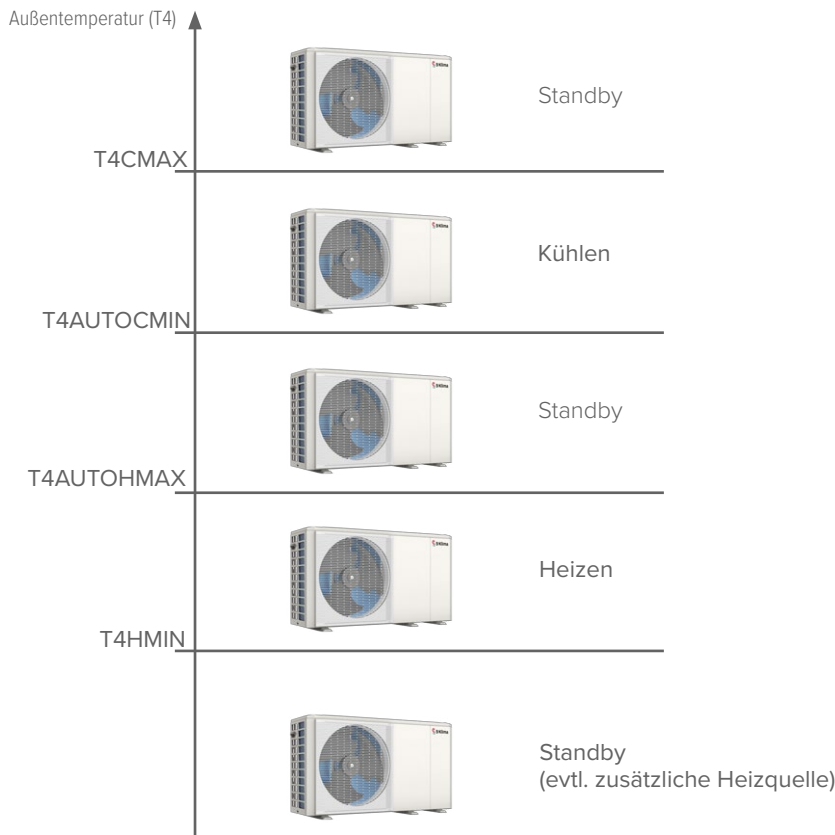 Außentemperatur (T4)
Standby
T4CMAX
Kühlen
T4AUTOCMIN
Standby
T4AUTOHMAX
Heizen
T4HMIN
Standby
(evtl. zusätzliche Heizquelle)